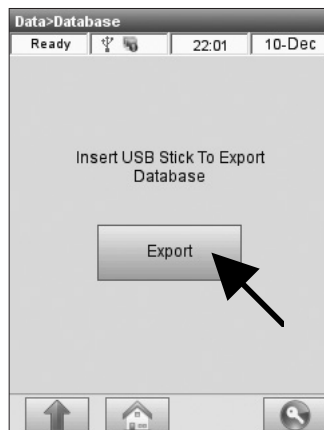 Data>Database
Ready 22:01 10-Dec
Insert USB Stick To Export
Database
Export